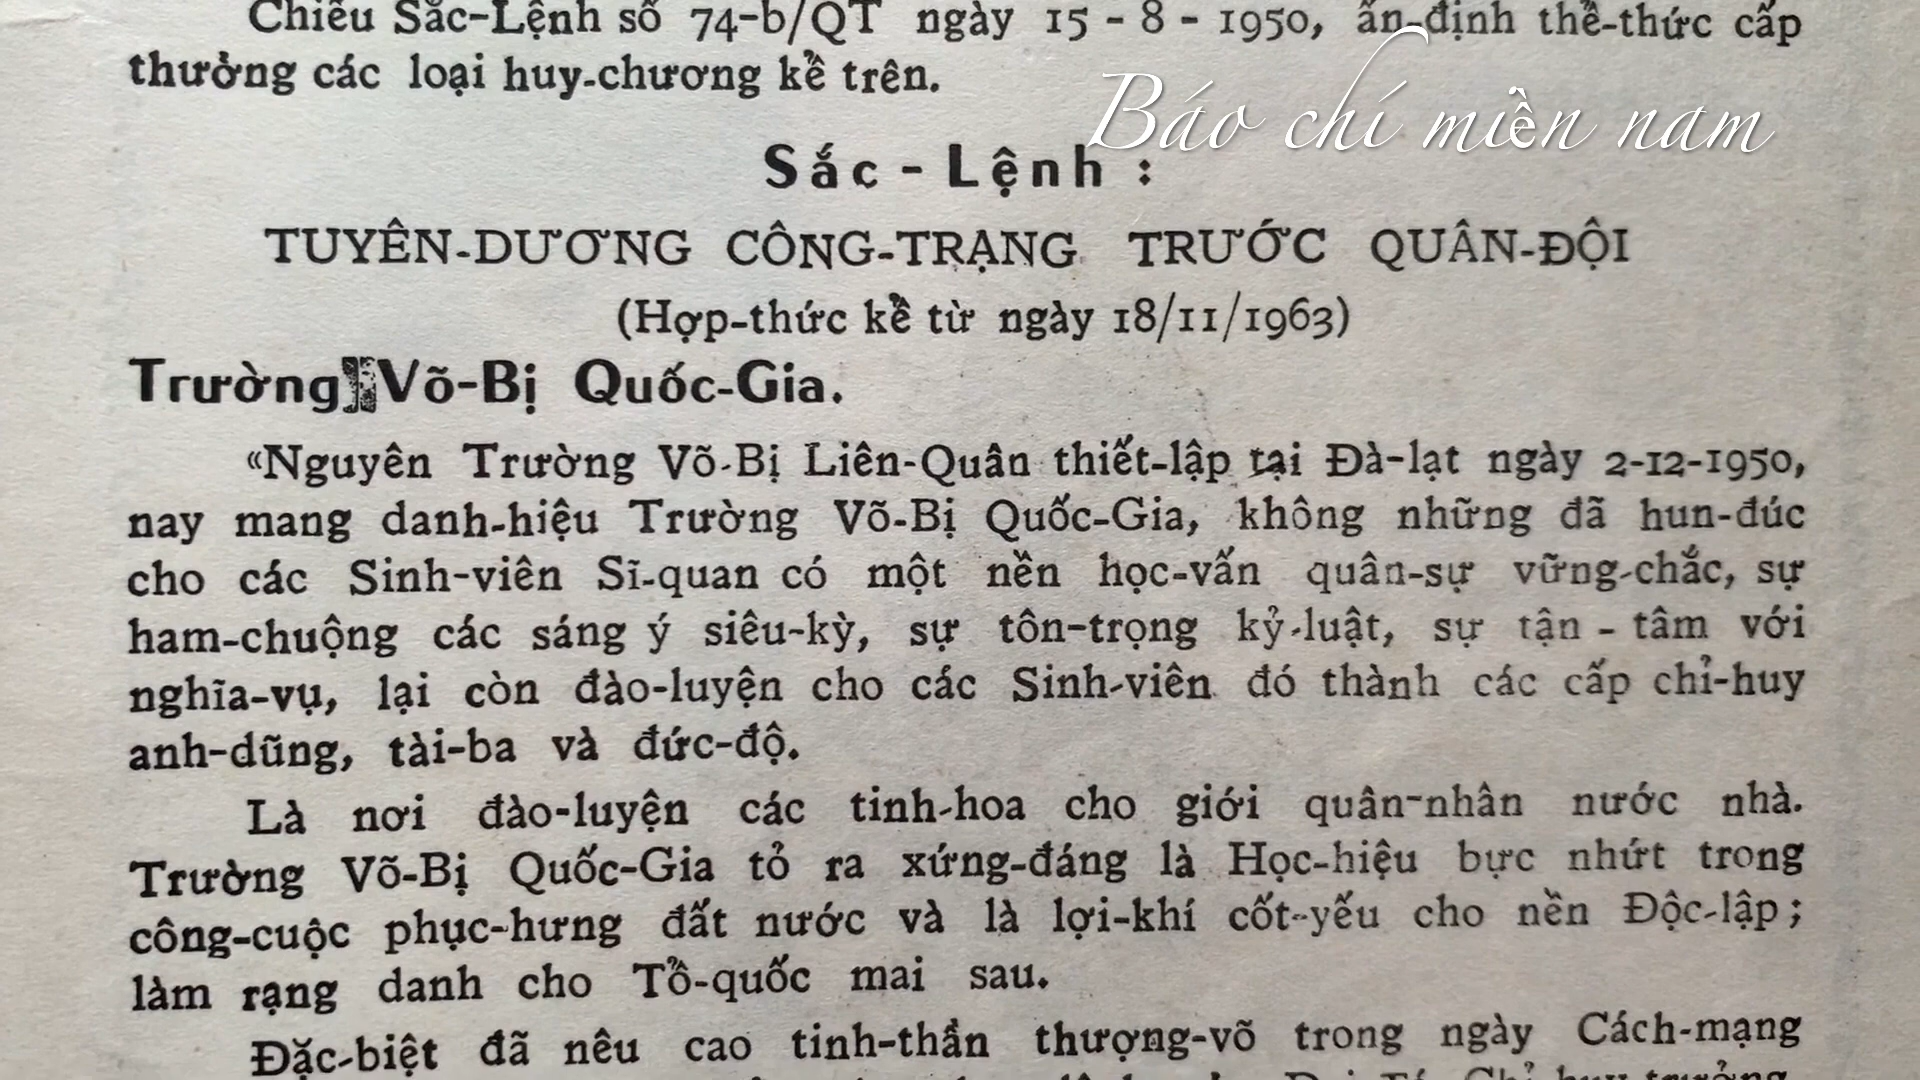 Chiếu Sắc-Lệnh số 74-b/QT ngày 15 - 8 - 1950, ấn-định thể-thức cấp
thưởng các loại huy-chương kể trên.
Báo chí miền nam
Sắc - Lệnh :
TUYÊN-DƯƠNG CÔNG-TRẠNG TRƯỚC QUÂN-ĐỘI
(Hợp-thức kể từ ngày 18/11/1963)
Trường Võ-Bị Quốc-Gia.
«Nguyên Trường Võ-Bị Liên-Quân thiết-lập tại Đà-lạt ngày 2-12-1950,
nay mang danh-hiệu Trường Võ-Bị Quốc-Gia, không những đã hun-đúc
cho các Sinh-viên Sĩ-quan có một nền học-vấn quân-sự vững-chắc, sự
ham-chuộng các sáng ý siêu-kỳ, sự tôn-trọng kỷ-luật, sự tận - tâm với
nghĩa-vụ, lại còn đào-luyện cho các Sinh-viên đó thành các cấp chỉ-huy
anh-dũng, tài-ba và đức-độ.
Là nơi đào-luyện các tinh-hoa cho giới quân-nhân nước nhà.
Trường Võ-Bị Quốc-Gia tỏ ra xứng-đáng là Học-hiệu bực nhứt trong
công-cuộc phục-hưng đất nước và là lợi-khí cốt-yếu cho nền Độc-lập ;
làm rạng danh cho Tổ-quốc mai sau.
Đặc-biệt đã nêu cao tinh-thần thượng-võ trong ngày Cách-mạng